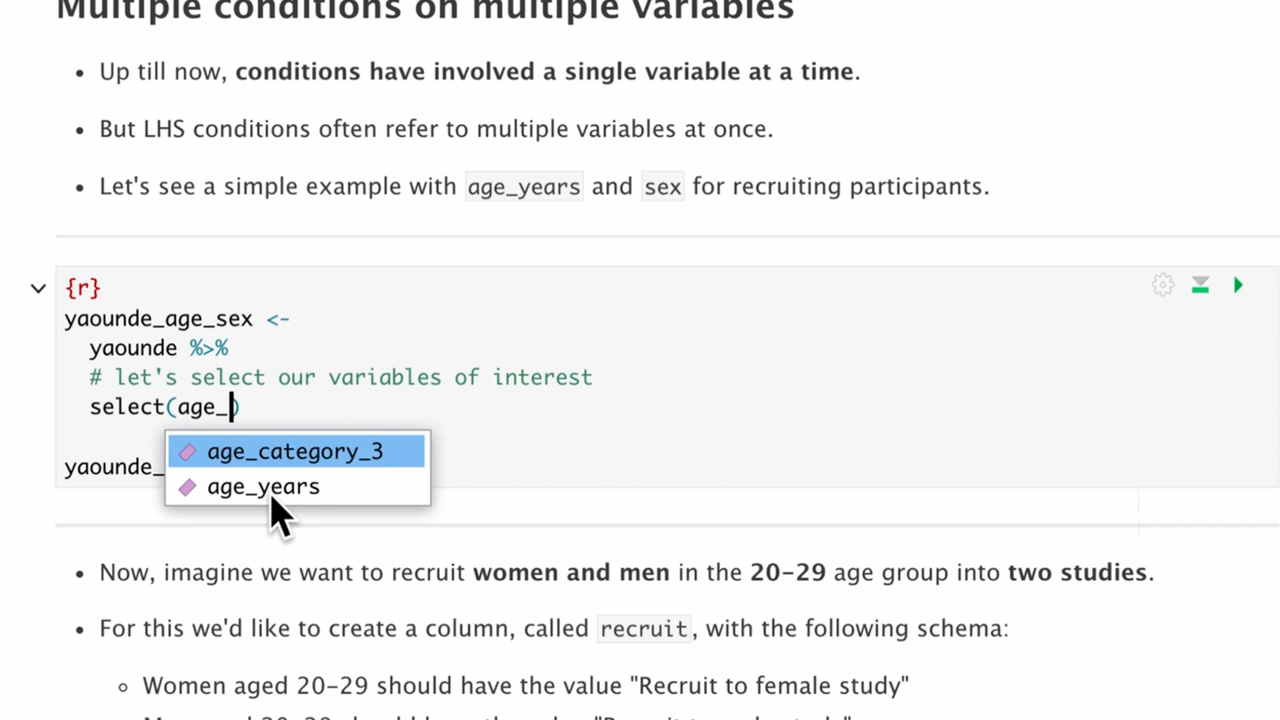 Multiple conditions on multiple variables
• Up till now, conditions have involved a single variable at a time.
• But LHS conditions often refer to multiple variables at once.
• Let's see a simple example with age_years and sex for recruiting participants.
{r}
yaounde_age_sex <-
yaounde %>%
# let's select our variables of interest
select(age_)
age_category_3
yaounde_
age_years
• Now, imagine we want to recruit women and men in the 20–29 age group into two studies.
• For this we'd like to create a column, called recruit, with the following schema:
◦ Women aged 20–29 should have the value "Recruit to female study"